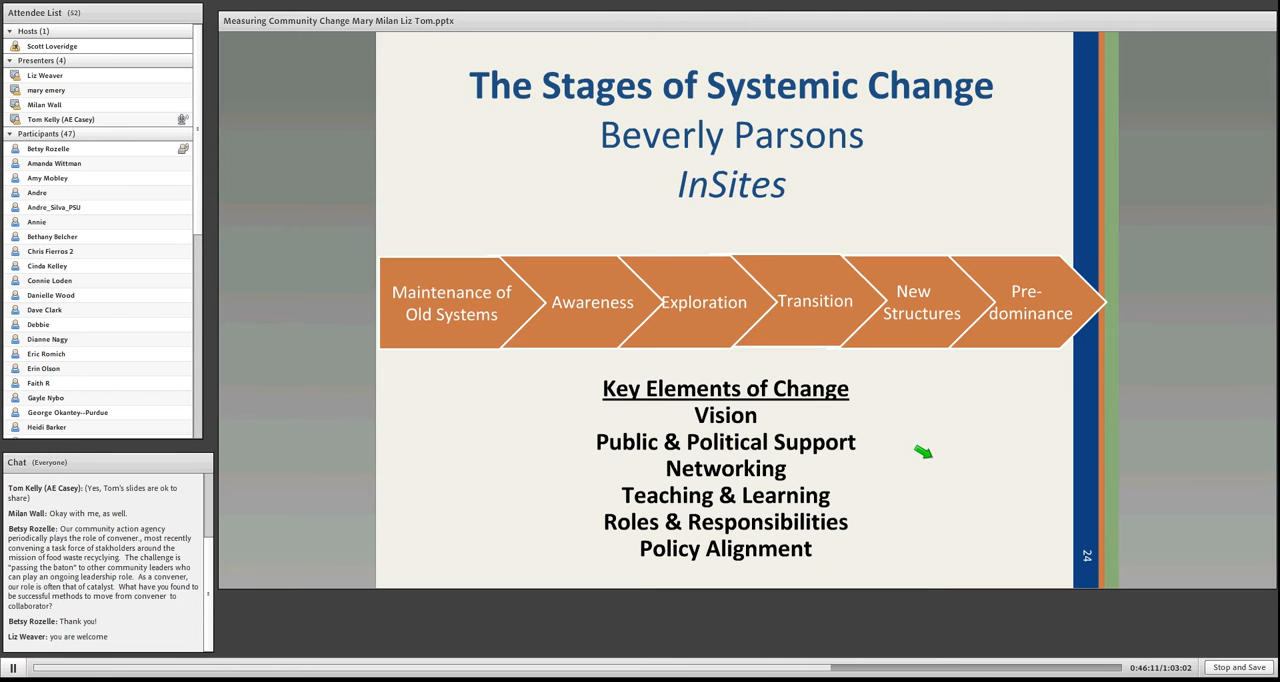 Attendee List (52)
Hosts (1)
Scott Loveridge
Presenters (4)
Liz Weaver
mary emery
Milan Wall
Tom Kelly (AE Casey)
Participants (47)
Betsy Rozelle
Amanda Wittman
Amy Mobley
Andre
Andre_Silva_PSU
Annie
Bethany Belcher
Chris Fierros 2
Cinda Kelley
Connie Loden
Danielle Wood
Dave Clark
Debbie
Dianne Nagy
Eric Romich
Erin Olson
Faith R
Gayle Nybo
George Okantey--Purdue
Heidi Barker
Chat (Everyone)
Tom Kelly (AE Casey): (Yes, Tom's slides are ok to
share)
Milan Wall: Okay with me, as well.
Betsy Rozelle: Our community action agency
periodically plays the role of convener., most recently
convening a task force of stakholders around the
mission of food waste recyclying. The challenge is
"passing the baton" to other community leaders who
can play an ongoing leadership role. As a convener,
our role is often that of catalyst. What have you found to
be successful methods to move from convener to
collaborator?
Betsy Rozelle: Thank you!
Liz Weaver: you are welcome
Measuring Community Change Mary Milan Liz Tom.pptx
The Stages of Systemic Change
Beverly Parsons
InSites
Maintenance of
Old Systems
Awareness
Exploration
Transition
New
Structures
Pre-
dominance
Key Elements of Change
Vision
Public & Political Support
Networking
Teaching & Learning
Roles & Responsibilities
Policy Alignment
24
0:46:11/1:03:02
Stop and Save